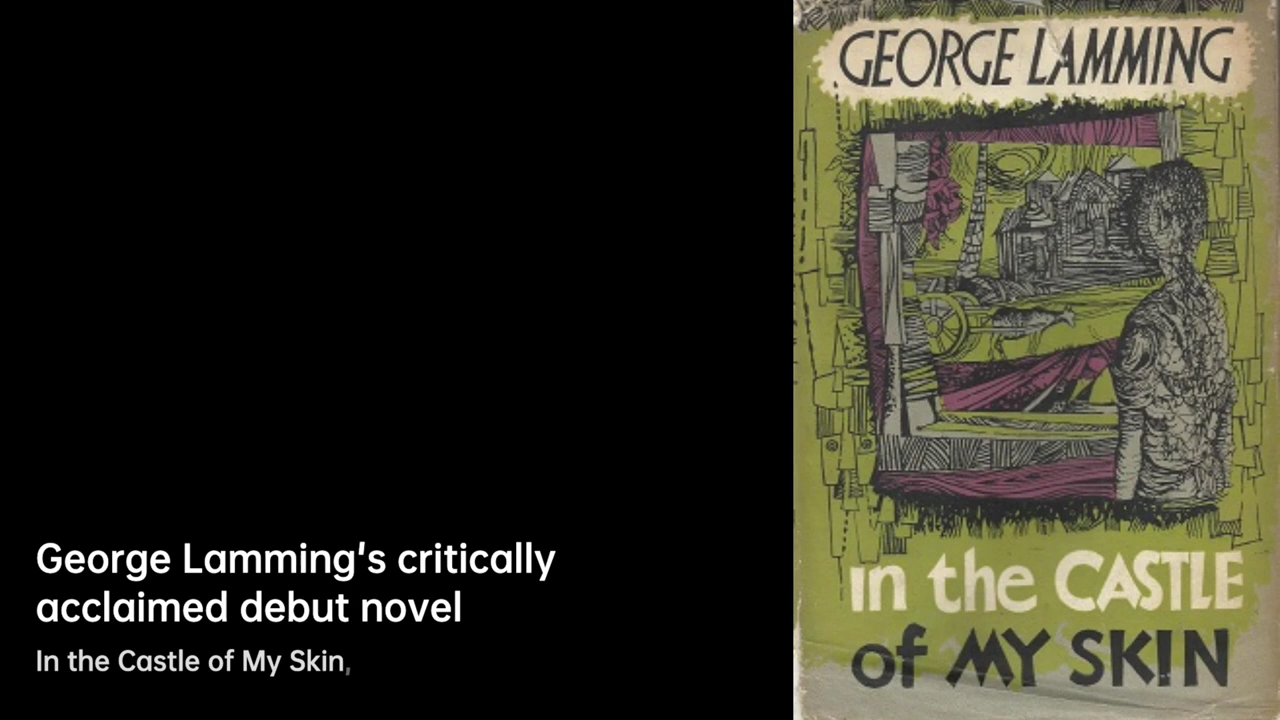 George Lamming's critically
acclaimed debut novel
In the Castle of My Skin,
GEORGE LAMMING
in the CASTLE
of MY SKIN